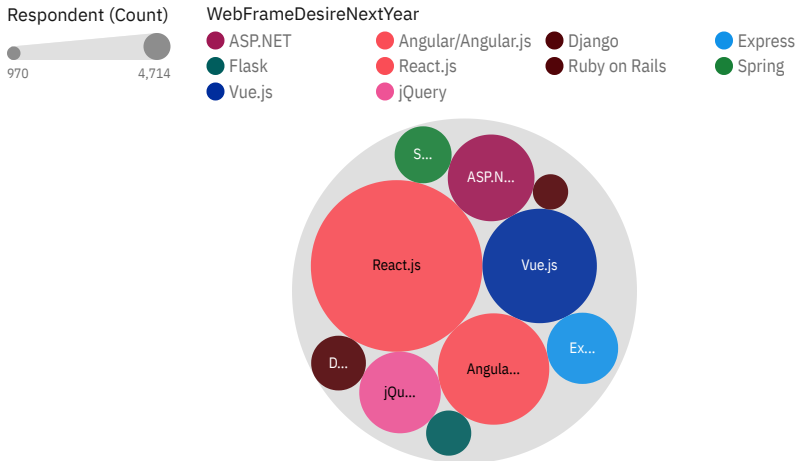 Respondent (Count)
970
4,714
WebFrameDesireNextYear
ASP.NET
Angular/Angular.js
Django
Express
Flask
React.js
Ruby on Rails
Spring
Vue.js
jQuery
S...
ASP.N...
React.js
Vue.js
Ex...
D...
Angula...
jQu...